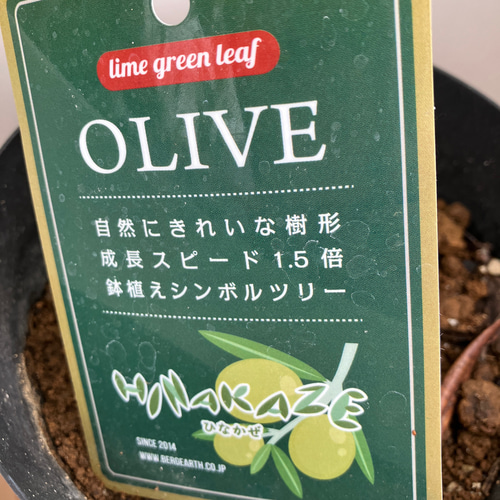 lime green leaf
OLIVE
自然にきれいな樹形
成長スピード1.5倍
鉢植えシンボルツリー
HINAKAZE
ひなかぜ
SINCE 2014
WWW.BERGEARTH.CO.JP